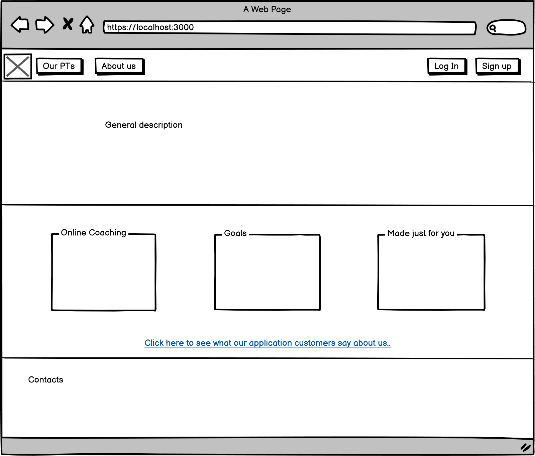 A Web Page
https://localhost:3000
Our PTs
About us
Log In
Sign up
General description
Online Coaching
Goals
Made just for you
Click here to see what our application customers say about us..
Contacts